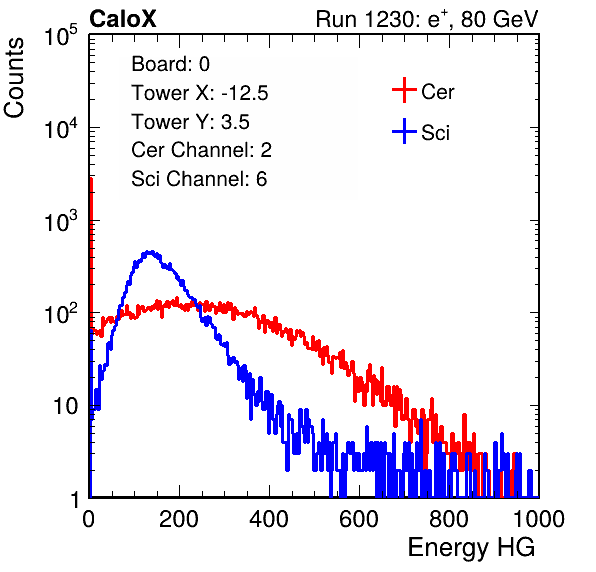 CaloX Run 1230: e⁺, 80 GeV
Counts
10⁵
10⁴
10³
10²
10
1
Board: 0
Tower X: -12.5
Tower Y: 3.5
Cer Channel: 2
Sci Channel: 6
Cer
Sci
0 200 400 600 800 1000
Energy HG